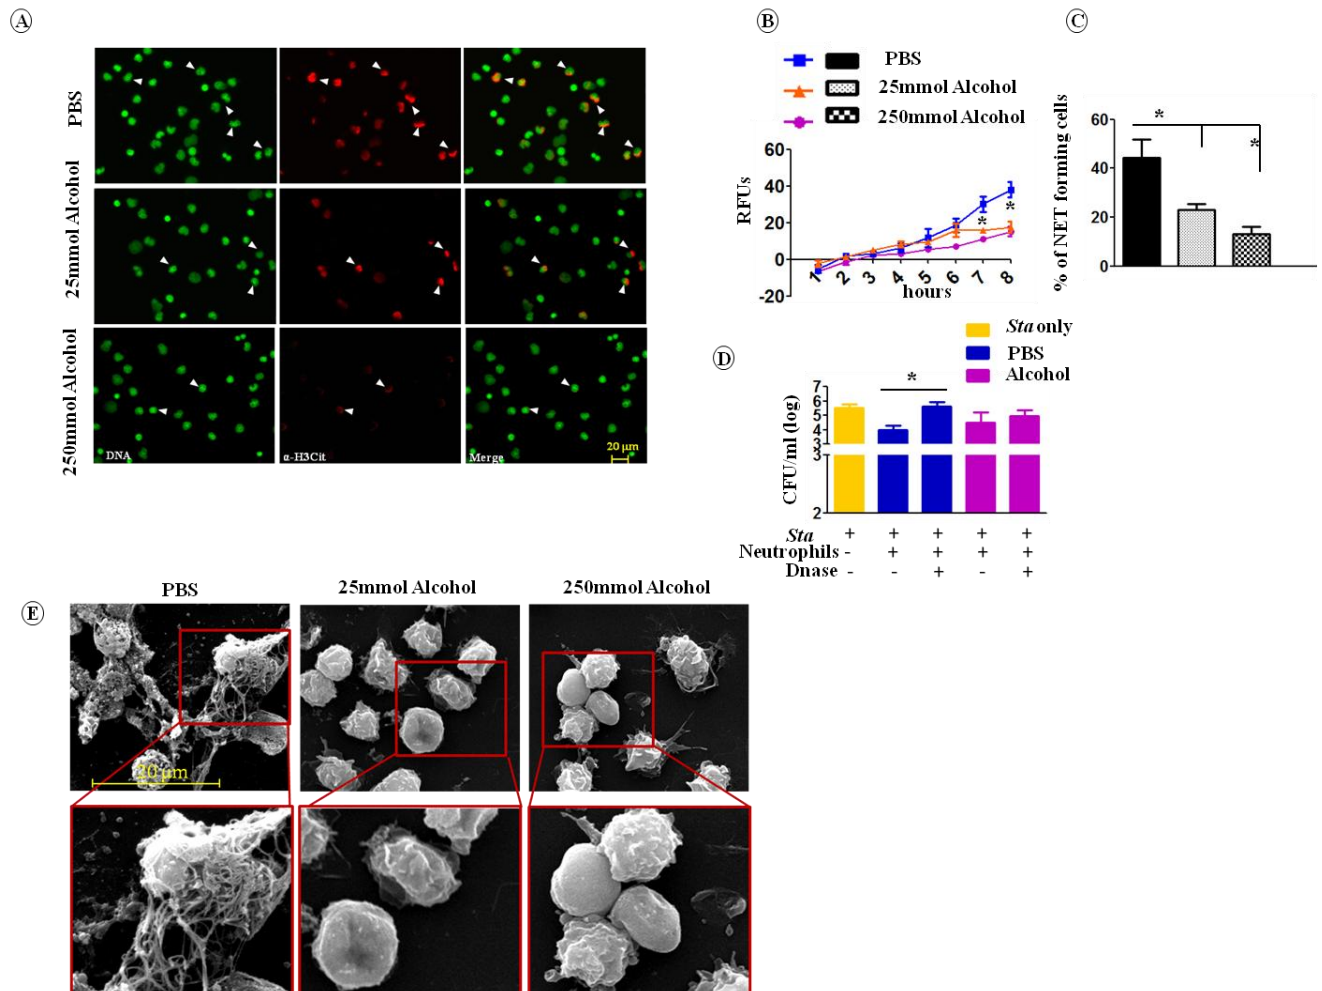 A
PBS
25mmol Alcohol
250mmol Alcohol
DNA
α-H3Cit
Merge
20 µm
B
PBS
25mmol Alcohol
250mmol Alcohol
RFUs
60
40
20
0
-20
1 2 3 4 5 6 7 8
hours
*
*
C
% of NET forming cells
60
40
20
0
*
*
D
Sta only
PBS
Alcohol
CFU/ml (log)
7
6
5
4
3
3
2
*
Sta + + + + +
Neutrophils - + + + +
Dnase - - + - +
E
PBS
25mmol Alcohol
250mmol Alcohol
20 µm